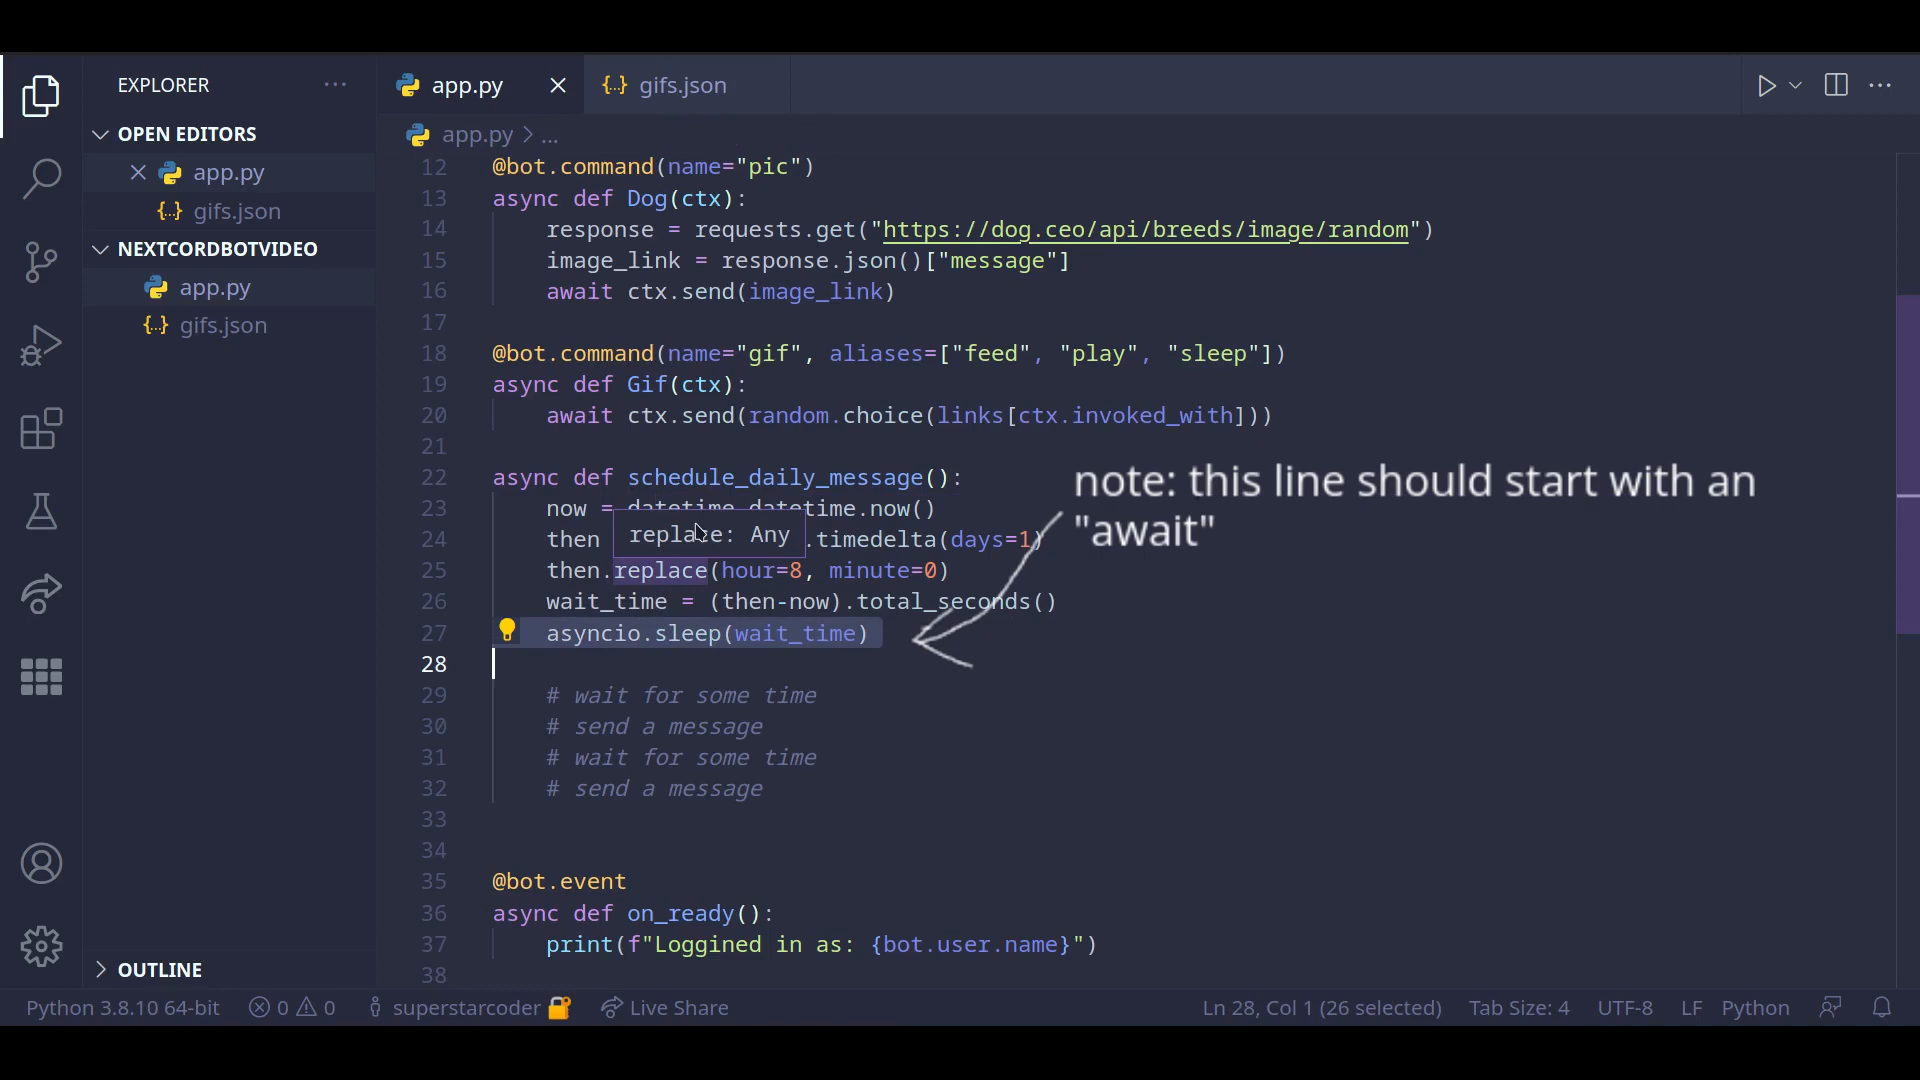 EXPLORER
OPEN EDITORS
app.py
gifs.json
NEXTCORDBOTVIDEO
app.py
gifs.json
OUTLINE
app.py
gifs.json
app.py > ...
12 @bot.command(name="pic")
13 async def Dog(ctx):
14 response = requests.get("https://dog.ceo/api/breeds/image/random")
15 image_link = response.json()["message"]
16 await ctx.send(image_link)
17
18 @bot.command(name="gif", aliases=["feed", "play", "sleep"])
19 async def Gif(ctx):
20 await ctx.send(random.choice(links[ctx.invoked_with]))
21
22 async def schedule_daily_message():
23 now = datetime.datetime.now()
24 then .timedelta(days=1)
replace: Any
25 then.replace(hour=8, minute=0)
26 wait_time = (then-now).total_seconds()
27 asyncio.sleep(wait_time)
28
29 # wait for some time
30 # send a message
31 # wait for some time
32 # send a message
33
34
35 @bot.event
36 async def on_ready():
37 print(f"Loggined in as: {bot.user.name}")
38
note: this line should start with an
"await"
Python 3.8.10 64-bit 0 0 superstarcoder Live Share Ln 28, Col 1 (26 selected) Tab Size: 4 UTF-8 LF Python